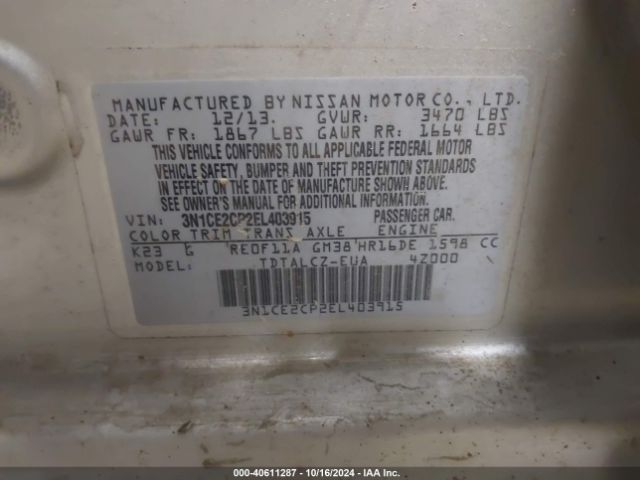 MANUFACTURED BY NISSAN MOTOR CO., LTD.
DATE: 12/13. GVWR: 3470 LBS
GAWR FR: 1867 LBS GAWR RR: 1664 LBS
THIS VEHICLE CONFORMS TO ALL APPLICABLE FEDERAL MOTOR
VEHICLE SAFETY, BUMPER AND THEFT PREVENTION STANDARDS
IN EFFECT ON THE DATE OF MANUFACTURE SHOWN ABOVE.
SEE OWNER'S MANUAL FOR ADDITIONAL INFORMATION.
VIN: 3N1CE2CP2EL403915 PASSENGER CAR.
COLOR TRIM TRANS AXLE ENGINE
K23 G RE0F11A GM38 HR16DE 1598 CC
MODEL: TDTALCZ-EUA 4Z000
3N1CE2CP2EL403915
000-40611287 - 10/16/2024 - IAA Inc.